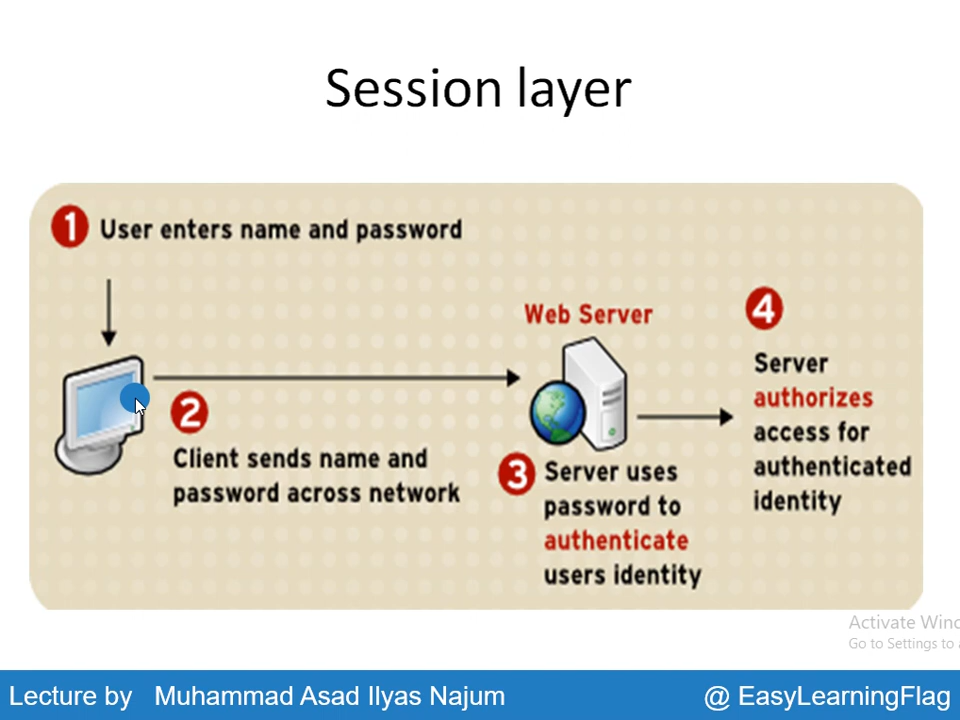 Session layer
1 User enters name and password
2
Client sends name and
password across network
Web Server
3 Server uses
password to
authenticate
users identity
4
Server
authorizes
access for
authenticated
identity
Activate Wind
Go to Settings to a
Lecture by Muhammad Asad Ilyas Najum
@ EasyLearningFlag